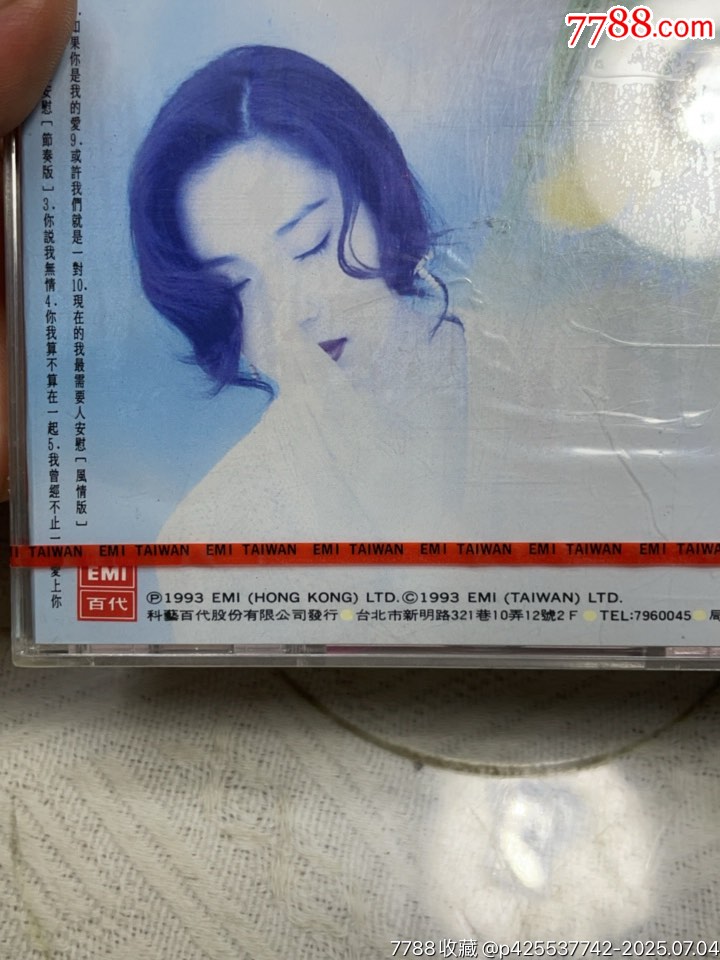 7788.com
如果你是我的愛9.或許我們就是一對10.現在的我最需要人安慰[風情版]
安慰[節奏版]3.你說我無情4.你我算不算在一起5.我曾經不止一 愛上你
I TAIWAN EMI TAIWAN EMI TAIWAN EMI TAIWAN EMI TAIWAN EMI TAIWAN EMI TAIWA
EMI
百代
Ⓟ1993 EMI (HONG KONG) LTD.©1993 EMI (TAIWAN) LTD.
科藝百代股份有限公司發行●台北市新明路321巷10弄12號2F●TEL:7960045●局
7788收藏@p425537742-2025.07.04